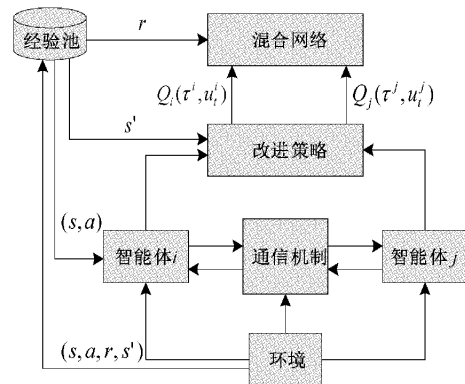 经验池
r
混合网络
Q_i(τ^i,u_t^i)
Q_j(τ^j,u_t^j)
s'
改进策略
(s,a)
智能体i
通信机制
智能体j
(s,a,r,s')
环境